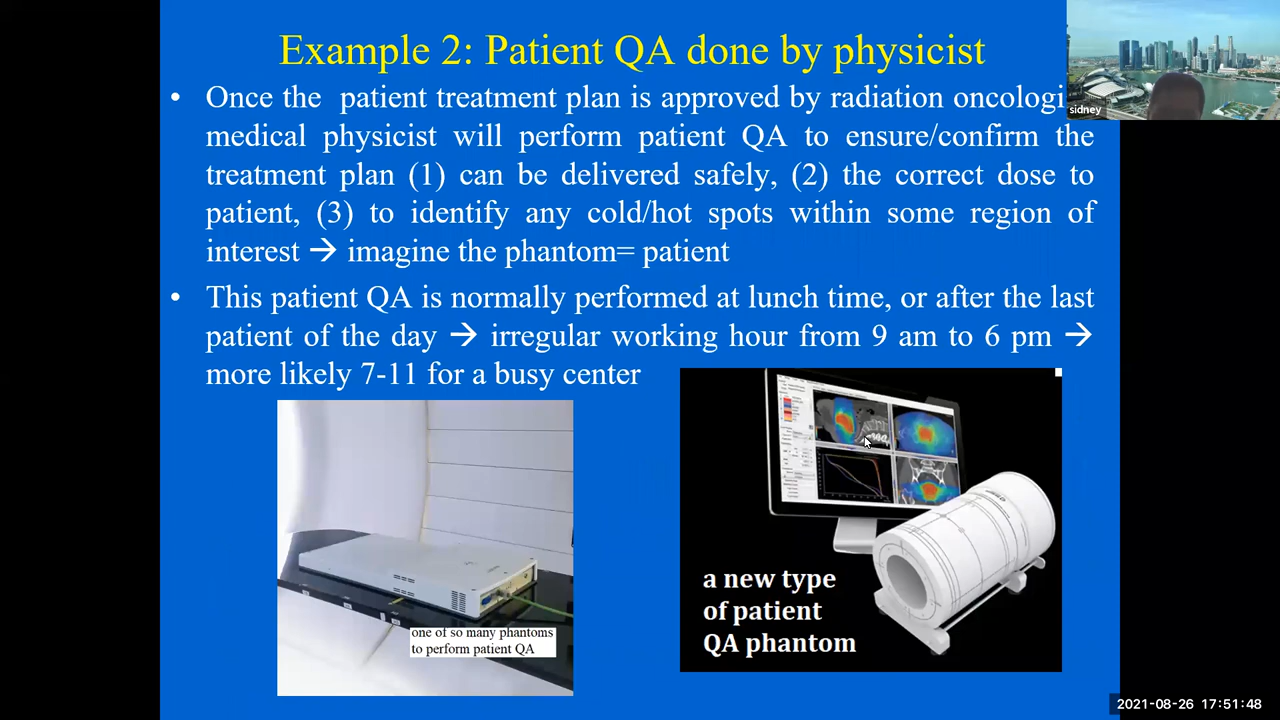 Example 2: Patient QA done by physicist
sidney
• Once the patient treatment plan is approved by radiation
medical physicist will perform patient QA to ensure/confirm the
treatment plan (1) can be delivered safely, (2) the correct dose to
patient, (3) to identify any cold/hot spots within some region of
interest → imagine the phantom= patient
• This patient QA is normally performed at lunch time, or after the last
patient of the day → irregular working hour from 9 am to 6 pm →
more likely 7-11 for a busy center
one of so many phantoms
to perform patient QA
a new type
of patient
QA phantom
2021-08-26 17:51:48